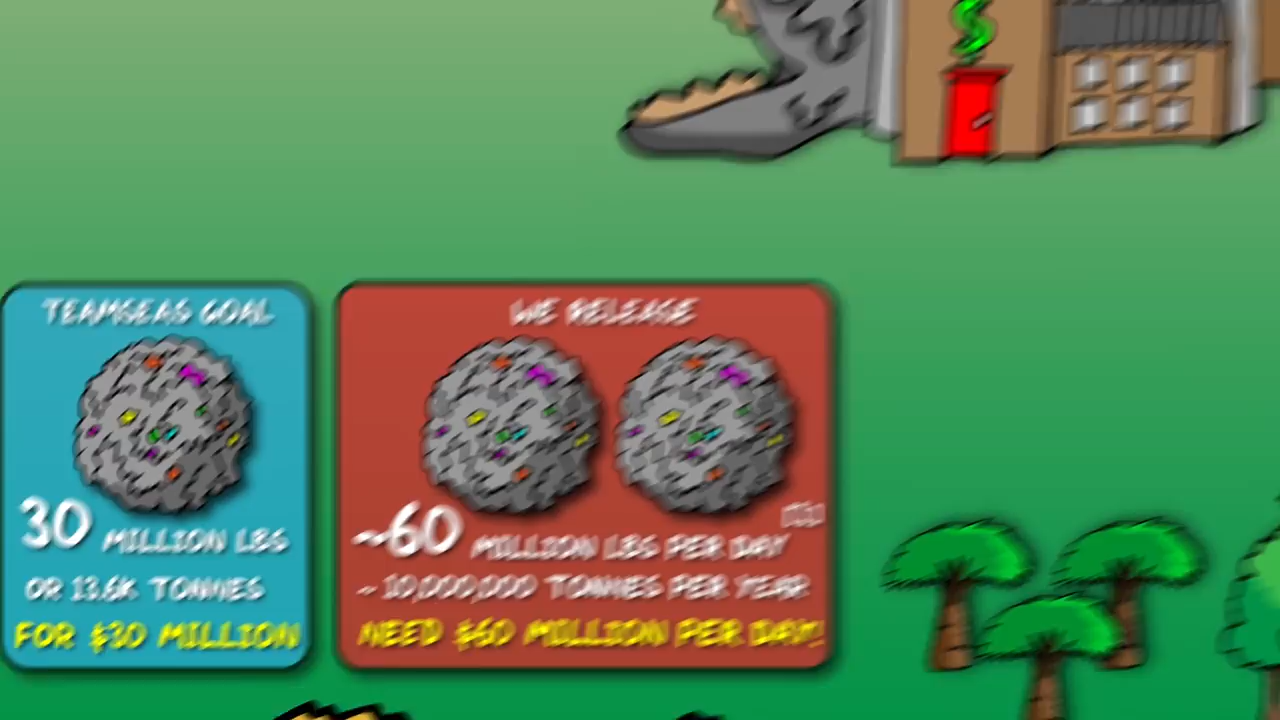 $
TEAMSEAS GOAL
30 MILLION LBS
OR 13.6K TONNES
FOR $30 MILLION
WE RELEASE
~60 MILLION LBS PER DAY
~ 10,000,000 TONNES PER YEAR
NEED $60 MILLION PER DAY!